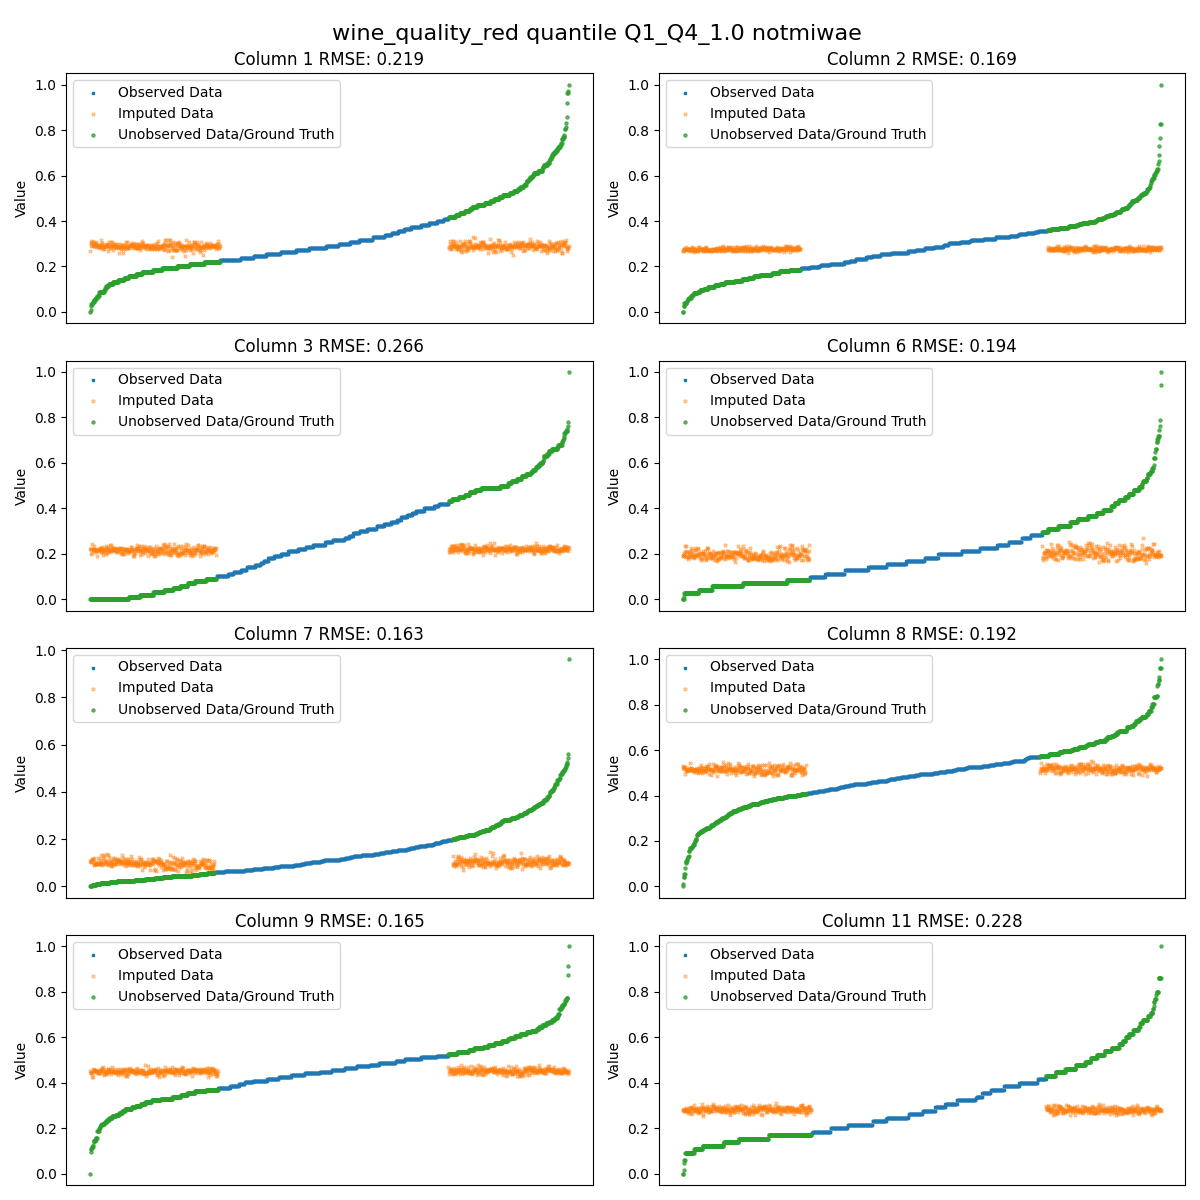 wine_quality_red quantile Q1_Q4_1.0 notmiwae
Column 1 RMSE: 0.219
1.0
0.8
0.6
0.4
0.2
0.0
Value
Observed Data
Imputed Data
Unobserved Data/Ground Truth
Column 2 RMSE: 0.169
1.0
0.8
0.6
0.4
0.2
0.0
Value
Observed Data
Imputed Data
Unobserved Data/Ground Truth
Column 3 RMSE: 0.266
1.0
0.8
0.6
0.4
0.2
0.0
Value
Observed Data
Imputed Data
Unobserved Data/Ground Truth
Column 6 RMSE: 0.194
1.0
0.8
0.6
0.4
0.2
0.0
Value
Observed Data
Imputed Data
Unobserved Data/Ground Truth
Column 7 RMSE: 0.163
1.0
0.8
0.6
0.4
0.2
0.0
Value
Observed Data
Imputed Data
Unobserved Data/Ground Truth
Column 8 RMSE: 0.192
1.0
0.8
0.6
0.4
0.2
0.0
Value
Observed Data
Imputed Data
Unobserved Data/Ground Truth
Column 9 RMSE: 0.165
1.0
0.8
0.6
0.4
0.2
0.0
Value
Observed Data
Imputed Data
Unobserved Data/Ground Truth
Column 11 RMSE: 0.228
1.0
0.8
0.6
0.4
0.2
0.0
Value
Observed Data
Imputed Data
Unobserved Data/Ground Truth